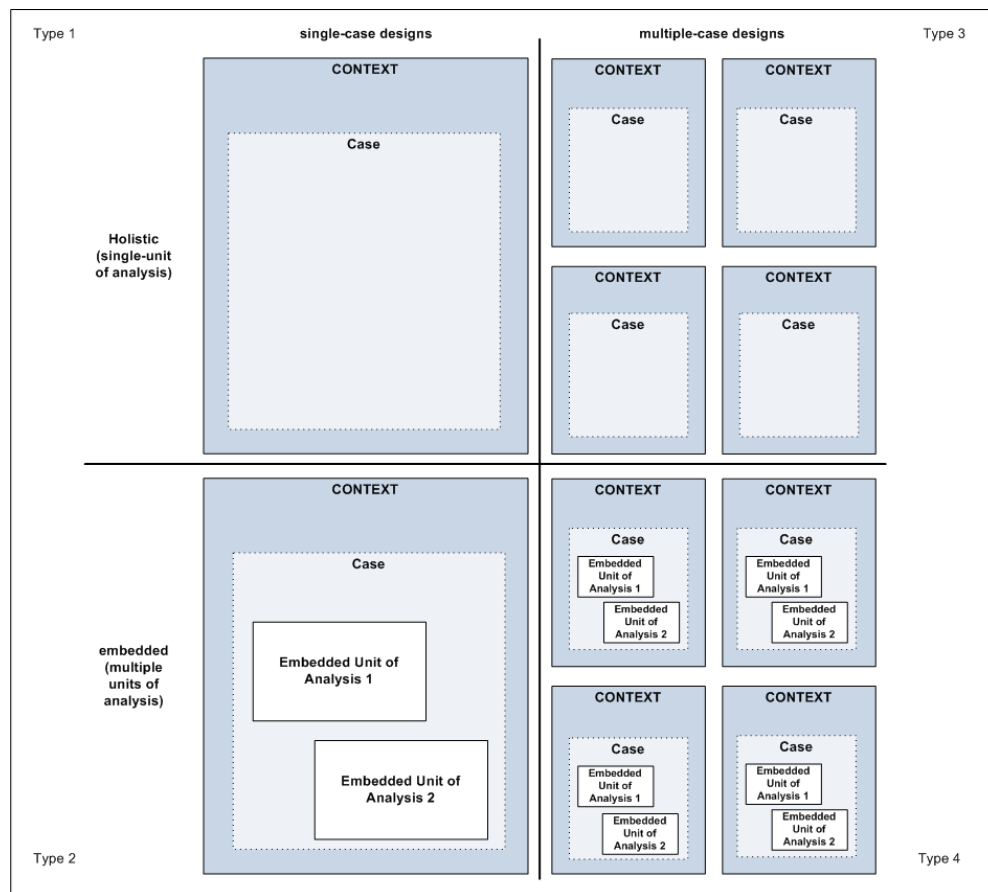 Type 1
single-case designs
multiple-case designs
Type 3
CONTEXT
Case
Holistic
(single-unit
of analysis)
CONTEXT
Case
CONTEXT
Case
CONTEXT
Case
CONTEXT
Case
embedded
(multiple
units of
analysis)
CONTEXT
Case
Embedded Unit of
Analysis 1
Embedded Unit of
Analysis 2
CONTEXT
Case
Embedded
Unit of
Analysis 1
Embedded
Unit of
Analysis 2
CONTEXT
Case
Embedded
Unit of
Analysis 1
Embedded
Unit of
Analysis 2
CONTEXT
Case
Embedded
Unit of
Analysis 1
Embedded
Unit of
Analysis 2
CONTEXT
Case
Embedded
Unit of
Analysis 1
Embedded
Unit of
Analysis 2
Type 2
Type 4